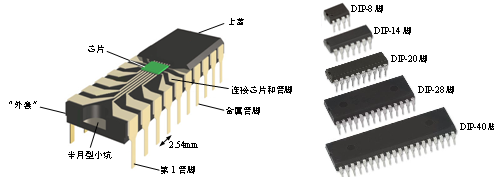 上盖
芯片
连接芯片和管脚
金属管脚
"外套"
半月型小坑
2.54mm
第1管脚
DIP-8脚
DIP-14脚
DIP-20脚
DIP-28脚
DIP-40脚